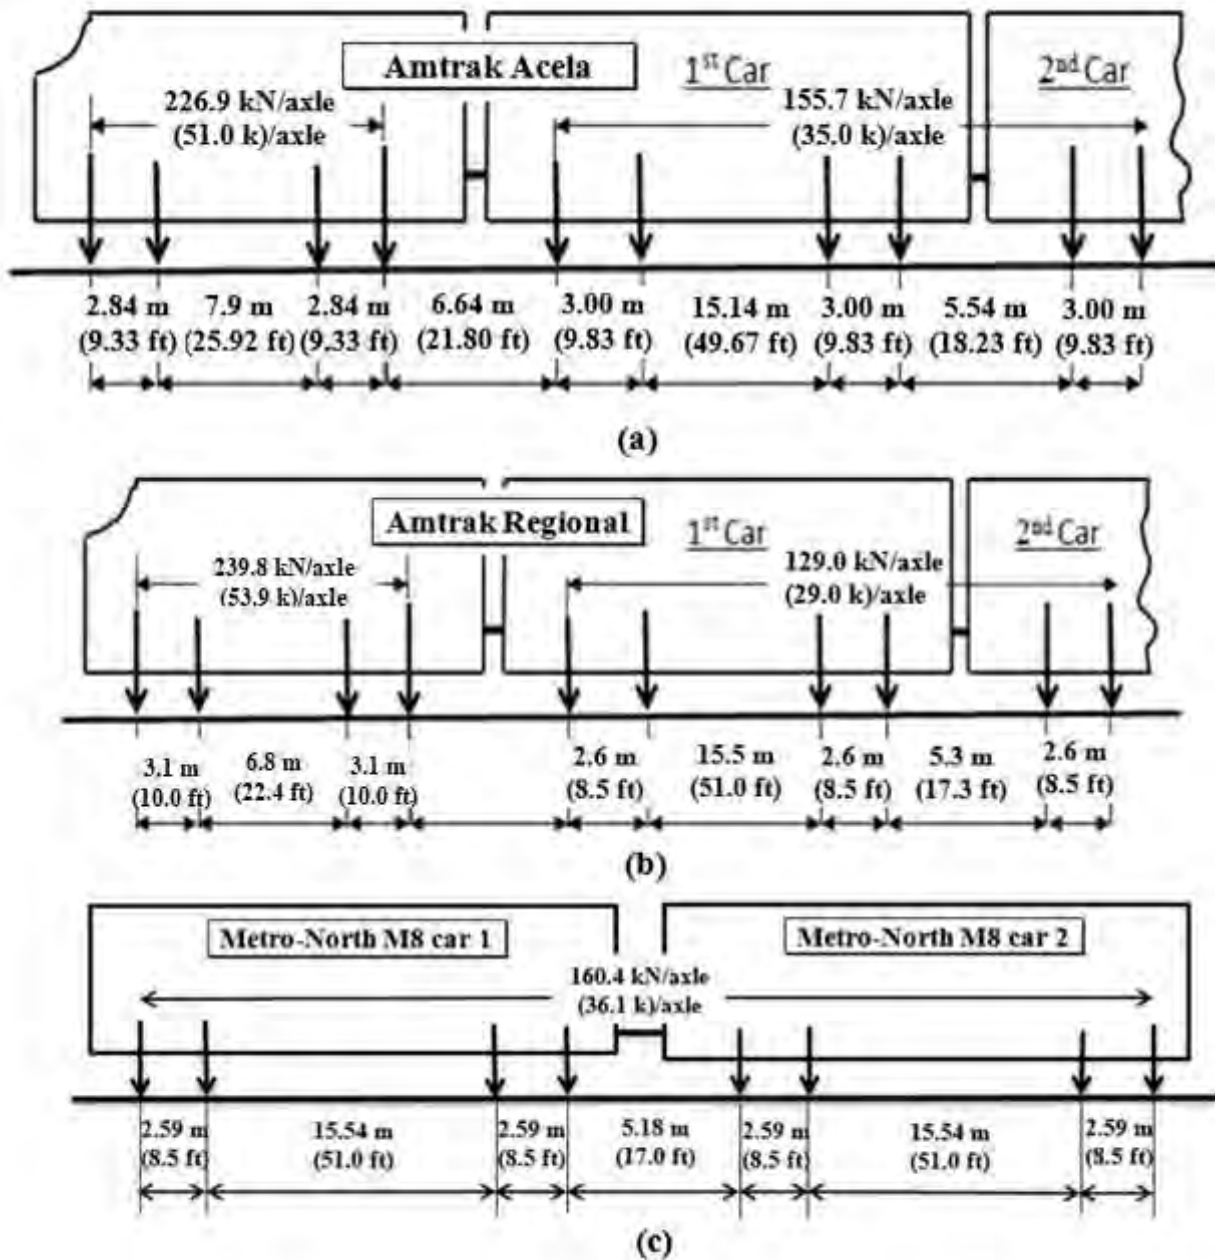 Amtrak Acela
1st Car
2nd Car
226.9 kN/axle
(51.0 k)/axle
155.7 kN/axle
(35.0 k)/axle
2.84 m
7.9 m
2.84 m
6.64 m
3.00 m
15.14 m
3.00 m
5.54 m
3.00 m
(9.33 ft)
(25.92 ft)
(9.33 ft)
(21.80 ft)
(9.83 ft)
(49.67 ft)
(9.83 ft)
(18.23 ft)
(9.83 ft)
(a)
Amtrak Regional
1st Car
2nd Car
239.8 kN/axle
(53.9 k)/axle
129.0 kN/axle
(29.0 k)/axle
3.1 m
(10.0 ft)
6.8 m
(22.4 ft)
3.1 m
(10.0 ft)
2.6 m
(8.5 ft)
15.5 m
(51.0 ft)
2.6 m
(8.5 ft)
5.3 m
(17.3 ft)
2.6 m
(8.5 ft)
(b)
Metro-North M8 car 1
Metro-North M8 car 2
160.4 kN/axle
(36.1 k)/axle
2.59 m
(8.5 ft)
15.54 m
(51.0 ft)
2.59 m
(8.5 ft)
5.18 m
(17.0 ft)
2.59 m
(8.5 ft)
15.54 m
(51.0 ft)
2.59 m
(8.5 ft)
(c)